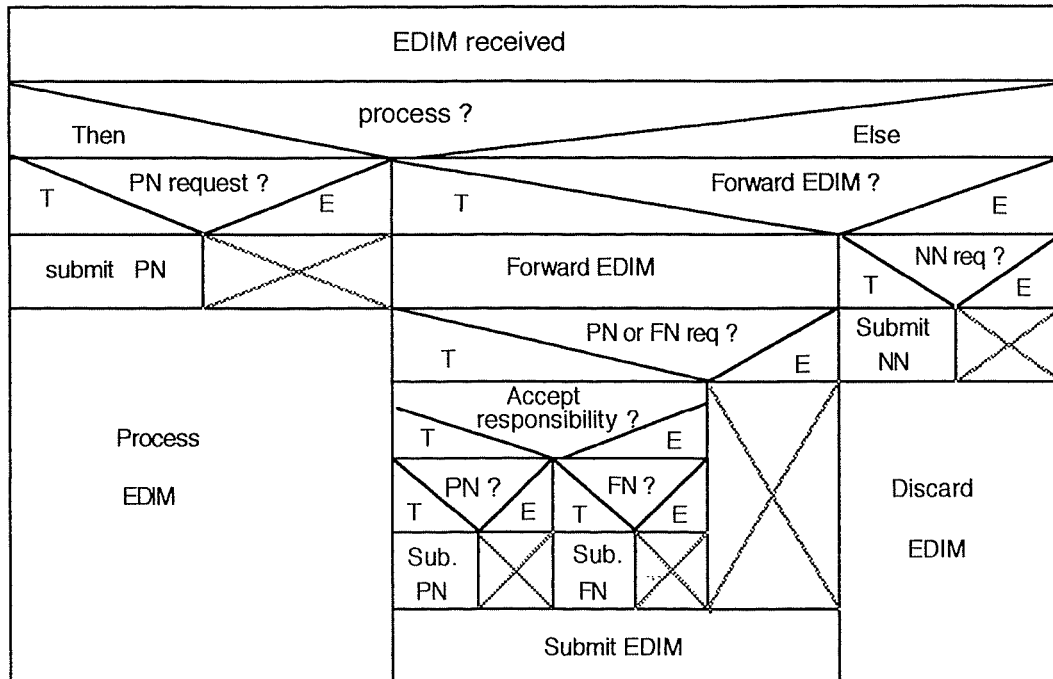 EDIM received
process ?
Then
Else
PN request ?
T
E
Forward EDIM ?
T
E
submit PN
Forward EDIM
NN req ?
T
E
PN or FN req ?
T
E
Submit
NN
Accept
responsibility ?
T
E
Process
EDIM
PN ?
T
E
FN ?
T
E
Discard
EDIM
Sub.
PN
Sub.
FN
Submit EDIM